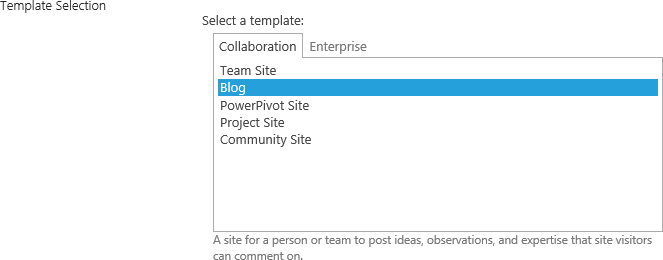 Template Selection
Select a template:
Collaboration Enterprise
Team Site
Blog
PowerPivot Site
Project Site
Community Site
A site for a person or team to post ideas, observations, and expertise that site visitors
can comment on.